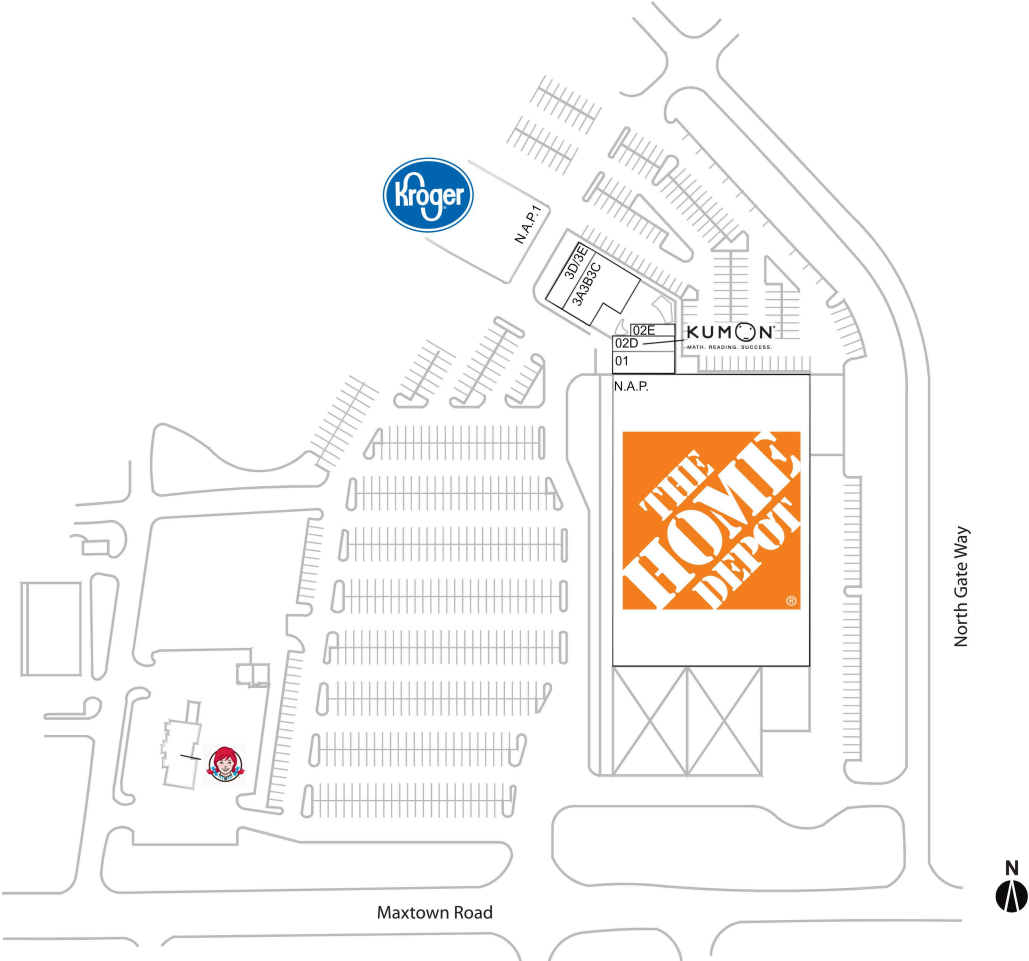 Kroger
N.A.P.1
3D/3E
3A3B3C
02E
KUMON
02D
MATH. READING. SUCCESS.
01
N.A.P.
THE
HOME
DEPOT
®
North Gate Way
N
Maxtown Road